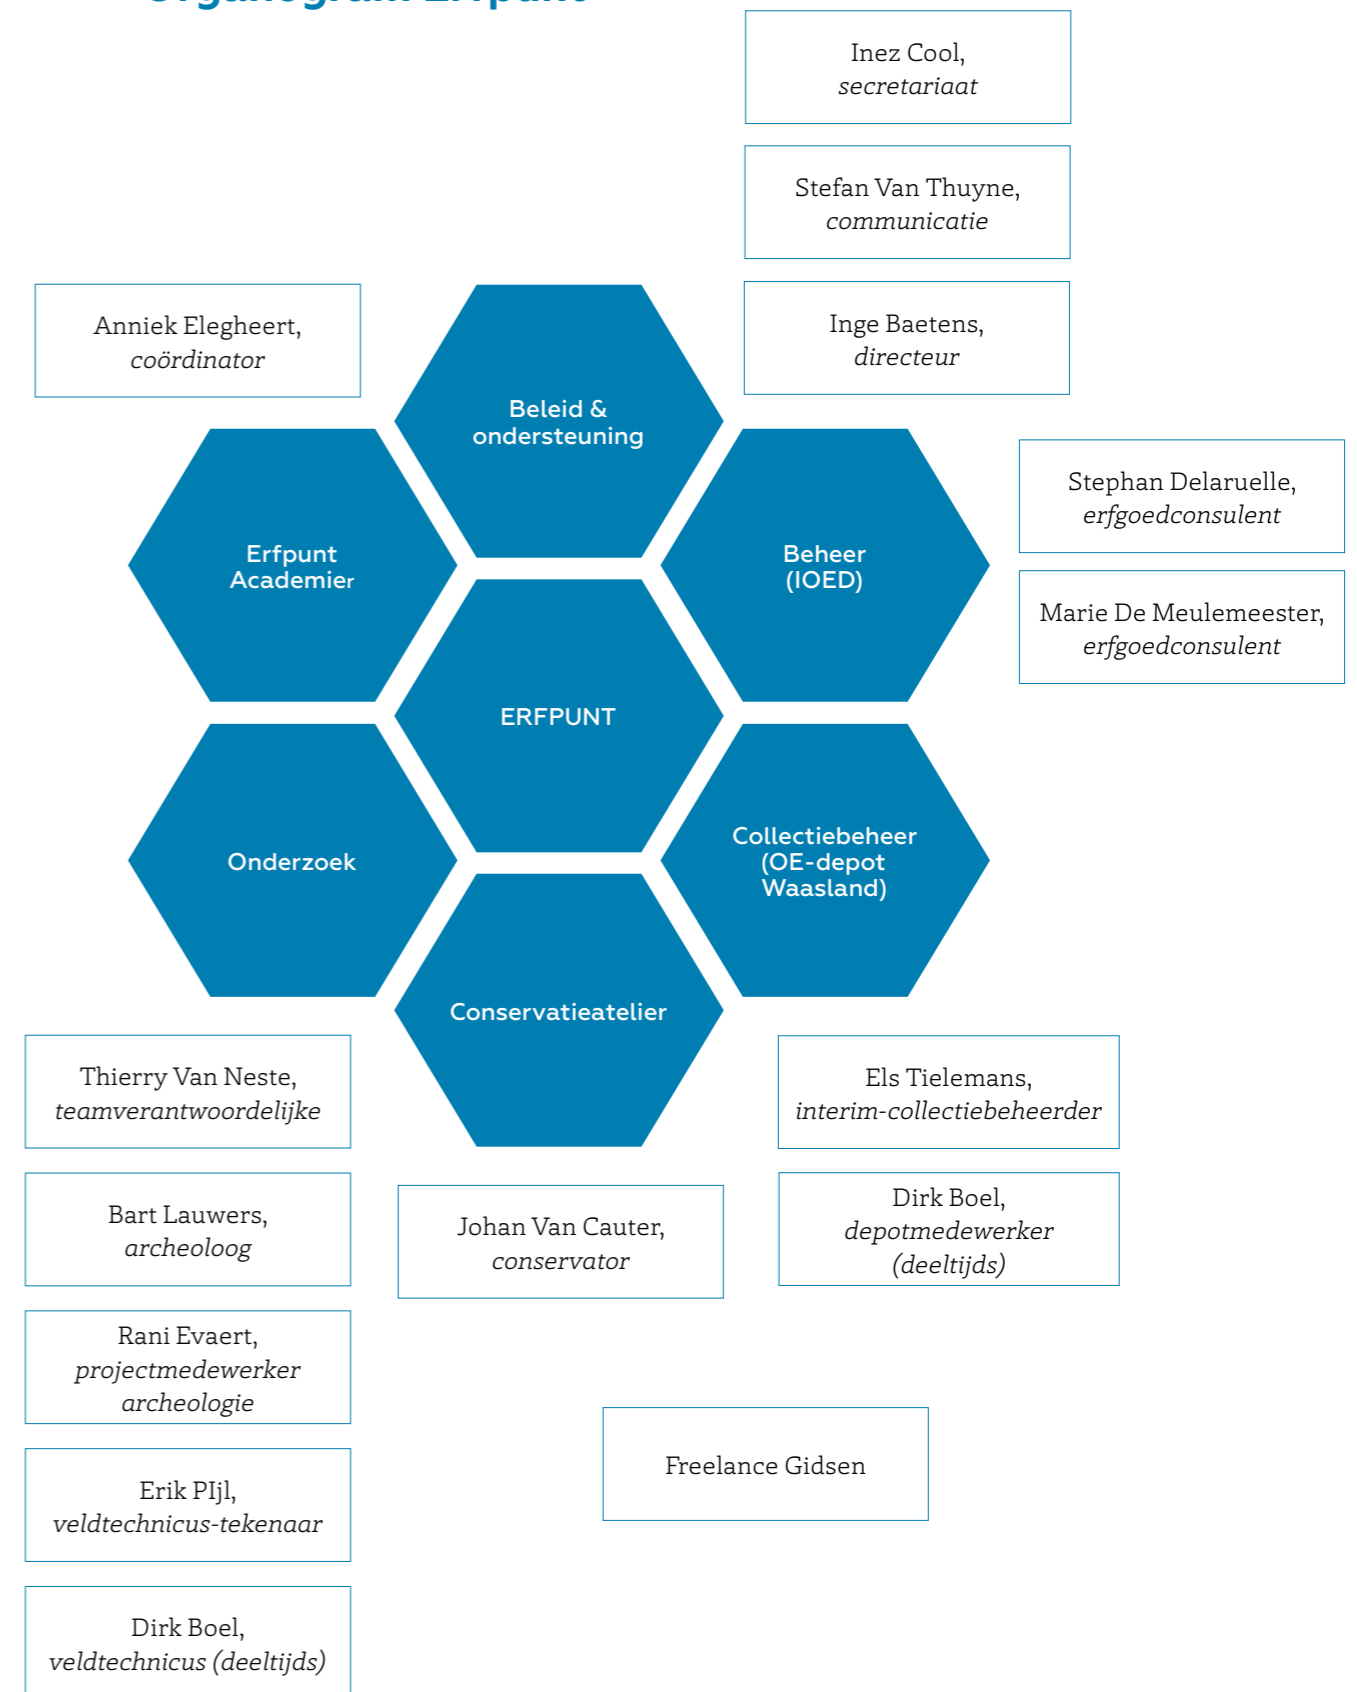 Organogram Erfpunt
Inez Cool,
secretariaat
Stefan Van Thuyne,
communicatie
Inge Baetens,
directeur
Anniek Elegheert,
coördinator
Beleid &
ondersteuning
Erfpunt
Academier
Beheer
(IOED)
Stephan Delaruelle,
erfgoedconsulent
Marie De Meulemeester,
erfgoedconsulent
ERFPUNT
Onderzoek
Collectiebeheer
(OE-depot
Waasland)
Conservatieatelier
Thierry Van Neste,
teamverantwoordelijke
Bart Lauwers,
archeoloog
Rani Evaert,
projectmedewerker
archeologie
Erik PIjl,
veldtechnicus-tekenaar
Dirk Boel,
veldtechnicus (deeltijds)
Johan Van Cauter,
conservator
Els Tielemans,
interim-collectiebeheerder
Dirk Boel,
depotmedewerker
(deeltijds)
Freelance Gidsen